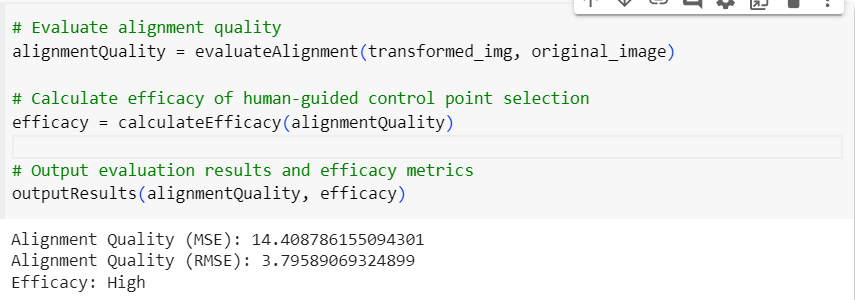 # Evaluate alignment quality
alignmentQuality = evaluateAlignment(transformed_img, original_image)
# Calculate efficacy of human-guided control point selection
efficacy = calculateEfficacy(alignmentQuality)
# Output evaluation results and efficacy metrics
outputResults(alignmentQuality, efficacy)
Alignment Quality (MSE): 14.408786155094301
Alignment Quality (RMSE): 3.79589069324899
Efficacy: High